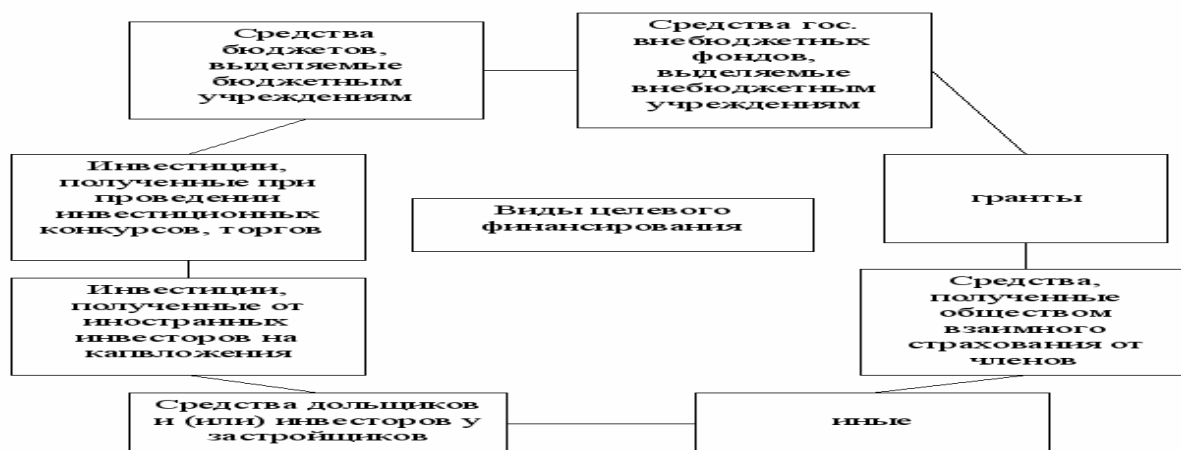 Средства
бюджетов,
выделяемые
бюджетным
учреждениям
Средства гос.
внебюджетных
фондов,
выделяемые
внебюджетным
учреждениям
Инвестиции,
полученные при
проведении
инвестиционных
конкурсов, торгов
Виды целевого
финансирования
гранты
Инвестиции,
полученные от
иностранных
инвесторов на
капвложения
Средства,
полученные
обществом
взаимного
страхования от
членов
Средства дольщиков
и (или) инвесторов у
застройщиков
иные